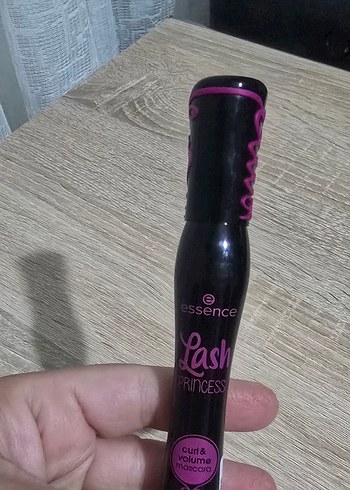 e
essence
Lash
PRINCESS
curl &
volume
mascara